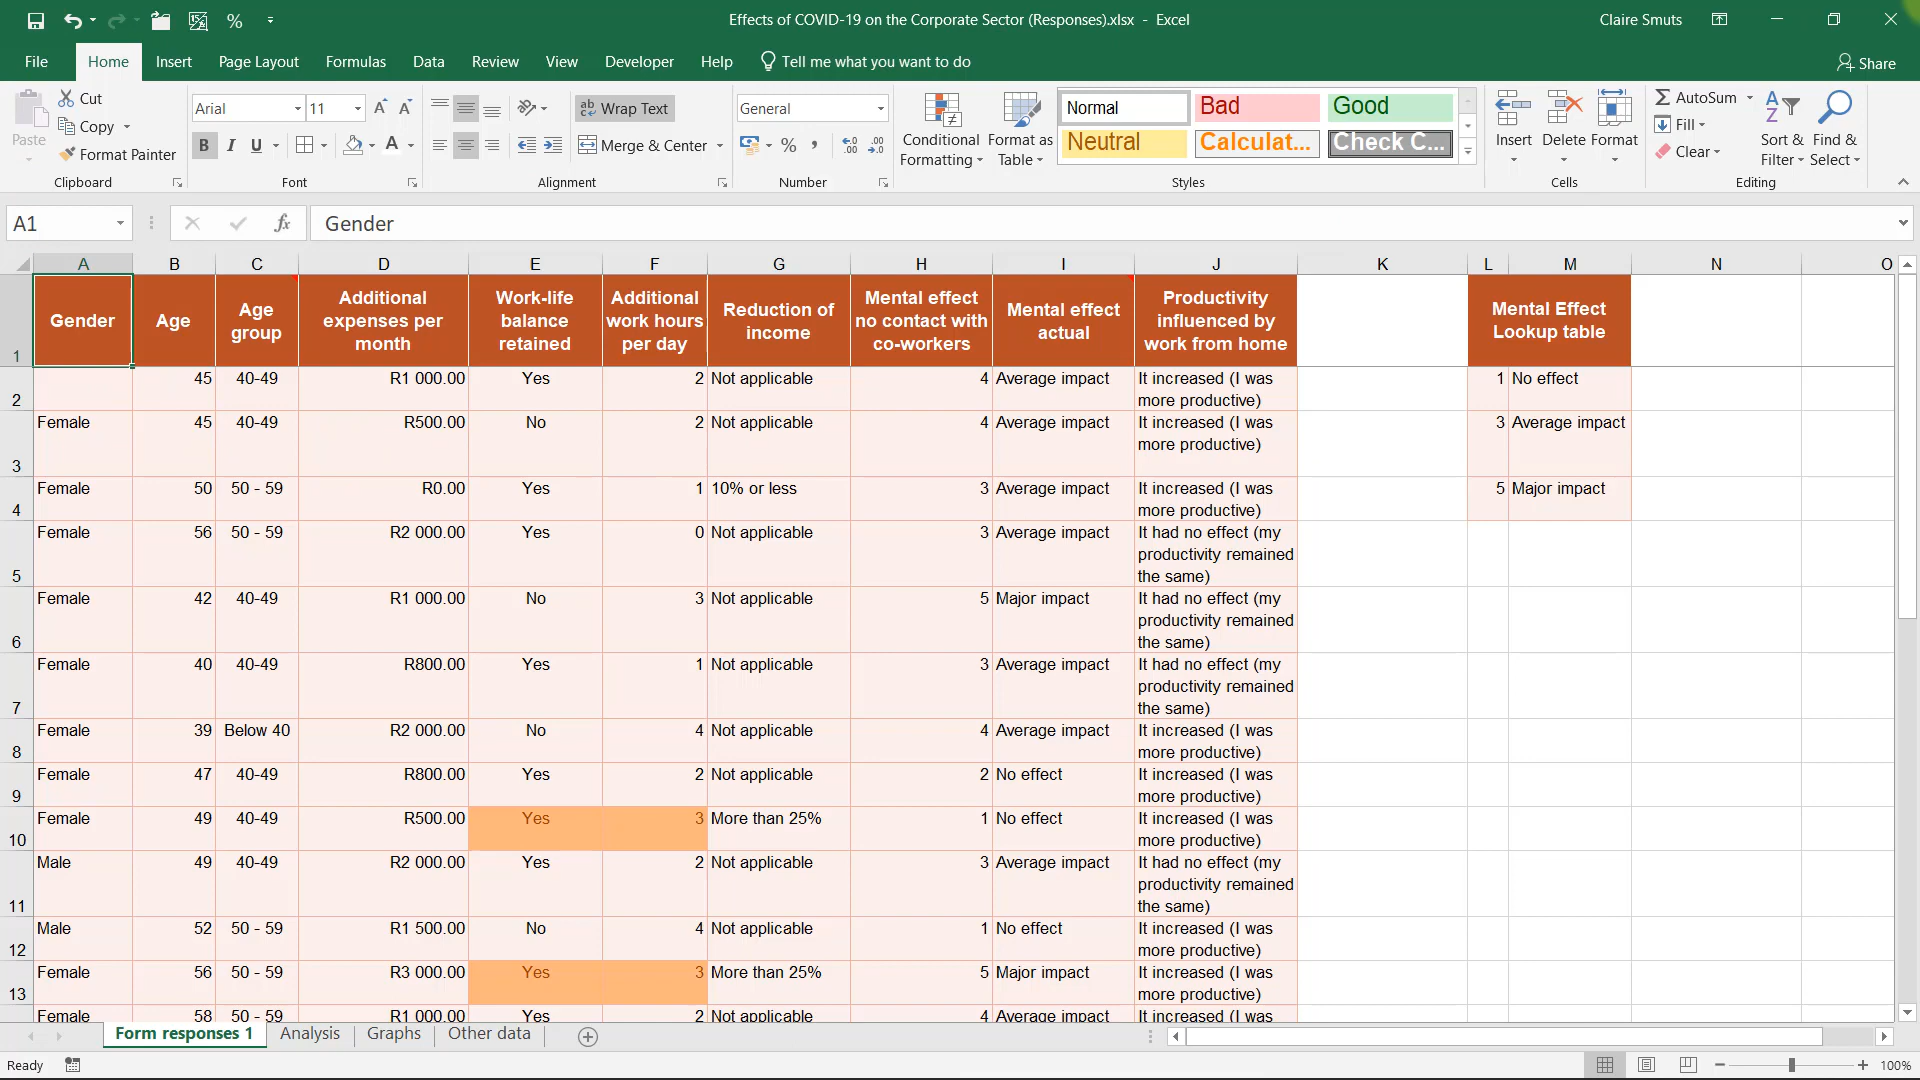 Effects of COVID-19 on the Corporate Sector (Responses).xlsx - Excel
Claire Smuts
File Home Insert Page Layout Formulas Data Review View Developer Help Tell me what you want to do Share
Paste
Cut
Copy
Format Painter
Clipboard
Arial 11
B I U A
Font
Wrap Text
Merge & Center
Alignment
General
%
Number
Conditional Formatting
Format as Table
Normal Bad Good
Neutral Calculat... Check C...
Styles
Insert Delete Format
Cells
AutoSum
Fill
Clear
Sort & Filter
Find & Select
Editing
A1 fx Gender
A B C D E F G H I J K L M N O
1 Gender Age Age group Additional expenses per month Work-life balance retained Additional work hours per day Reduction of income Mental effect no contact with co-workers Mental effect actual Productivity influenced by work from home Mental Effect Lookup table
2 45 40-49 R1 000.00 Yes 2 Not applicable 4 Average impact It increased (I was more productive) 1 No effect
3 Female 45 40-49 R500.00 No 2 Not applicable 4 Average impact It increased (I was more productive) 3 Average impact
4 Female 50 50 - 59 R0.00 Yes 1 10% or less 3 Average impact It increased (I was more productive) 5 Major impact
5 Female 56 50 - 59 R2 000.00 Yes 0 Not applicable 3 Average impact It had no effect (my productivity remained the same)
6 Female 42 40-49 R1 000.00 No 3 Not applicable 5 Major impact It had no effect (my productivity remained the same)
7 Female 40 40-49 R800.00 Yes 1 Not applicable 3 Average impact It had no effect (my productivity remained the same)
8 Female 39 Below 40 R2 000.00 No 4 Not applicable 4 Average impact It increased (I was more productive)
9 Female 47 40-49 R800.00 Yes 2 Not applicable 2 No effect It increased (I was more productive)
10 Female 49 40-49 R500.00 Yes 3 More than 25% 1 No effect It increased (I was more productive)
11 Male 49 40-49 R2 000.00 Yes 2 Not applicable 3 Average impact It had no effect (my productivity remained the same)
12 Male 52 50 - 59 R1 500.00 No 4 Not applicable 1 No effect It increased (I was more productive)
13 Female 56 50 - 59 R3 000.00 Yes 3 More than 25% 5 Major impact It increased (I was more productive)
Female 58 50 - 59 R1 000.00 Yes 2 Not applicable 4 Average impact It increased (I was
Form responses 1 Analysis Graphs Other data
Ready 100%